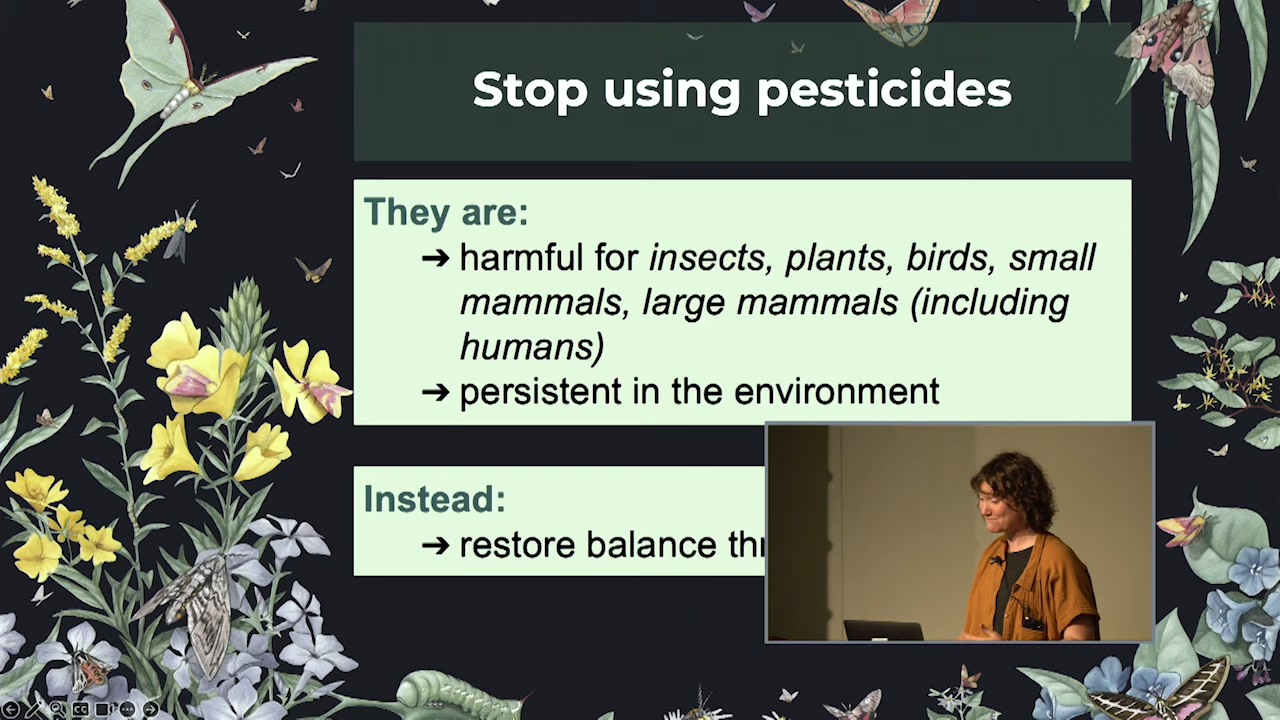 Stop using pesticides
They are:
➔ harmful for insects, plants, birds, small
mammals, large mammals (including
humans)
➔ persistent in the environment
Instead:
➔ restore balance